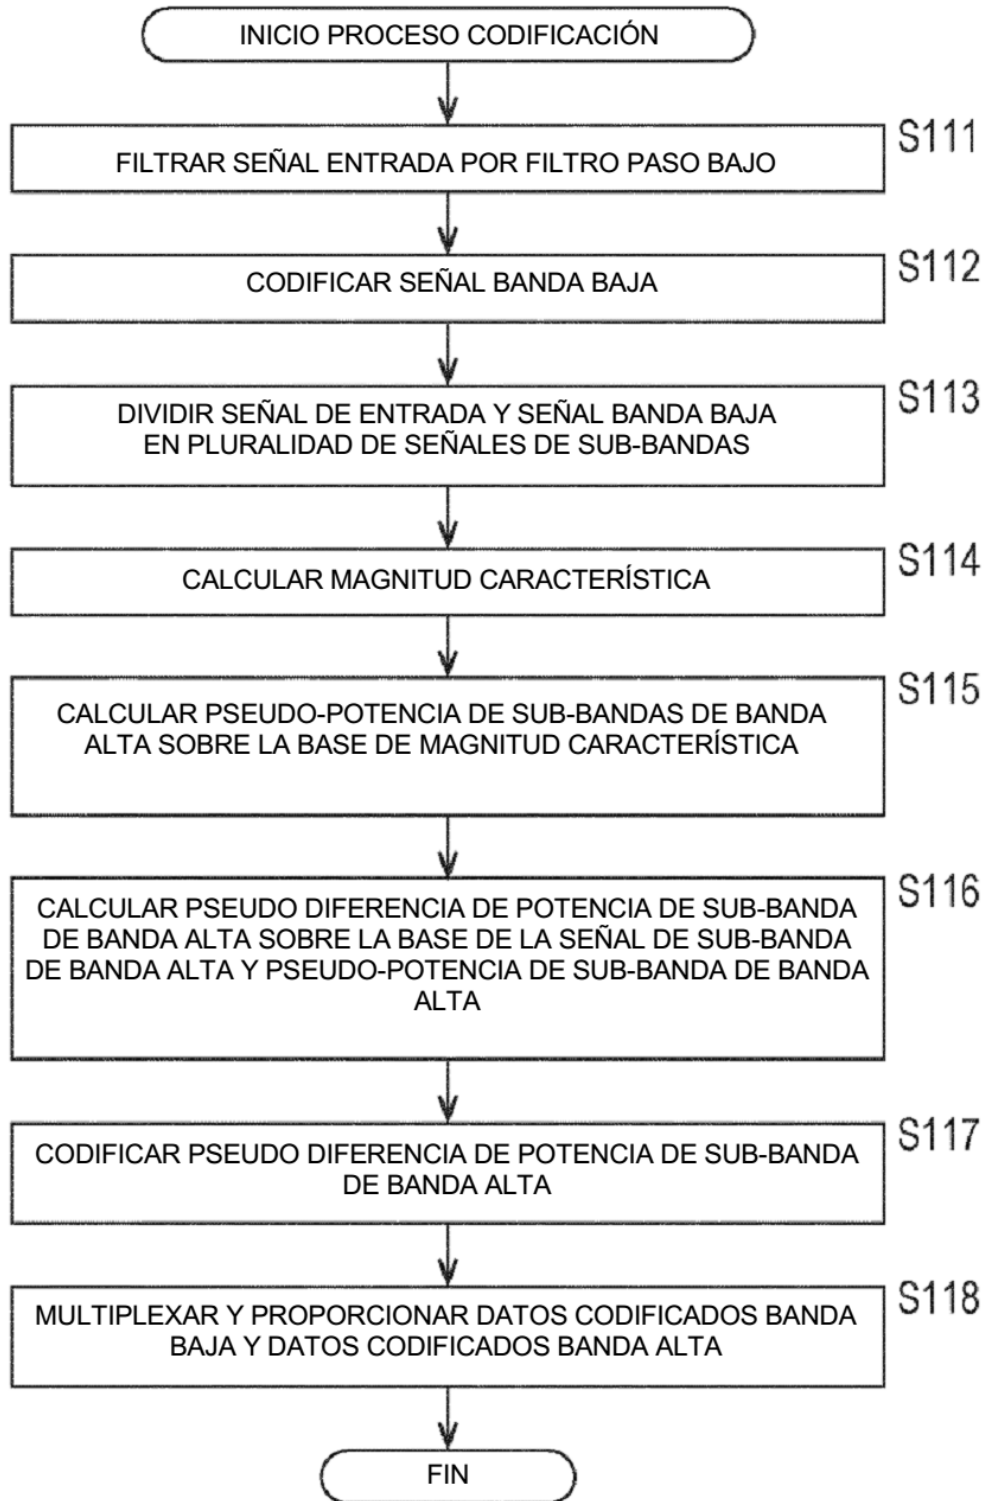 INICIO PROCESO CODIFICACIÓN
S111
FILTRAR SEÑAL ENTRADA POR FILTRO PASO BAJO
S112
CODIFICAR SEÑAL BANDA BAJA
S113
DIVIDIR SEÑAL DE ENTRADA Y SEÑAL BANDA BAJA
EN PLURALIDAD DE SEÑALES DE SUB-BANDAS
S114
CALCULAR MAGNITUD CARACTERÍSTICA
S115
CALCULAR PSEUDO-POTENCIA DE SUB-BANDAS DE BANDA
ALTA SOBRE LA BASE DE MAGNITUD CARACTERÍSTICA
S116
CALCULAR PSEUDO DIFERENCIA DE POTENCIA DE SUB-BANDA
DE BANDA ALTA SOBRE LA BASE DE LA SEÑAL DE SUB-BANDA
DE BANDA ALTA Y PSEUDO-POTENCIA DE SUB-BANDA DE BANDA
ALTA
S117
CODIFICAR PSEUDO DIFERENCIA DE POTENCIA DE SUB-BANDA
DE BANDA ALTA
S118
MULTIPLEXAR Y PROPORCIONAR DATOS CODIFICADOS BANDA
BAJA Y DATOS CODIFICADOS BANDA ALTA
FIN